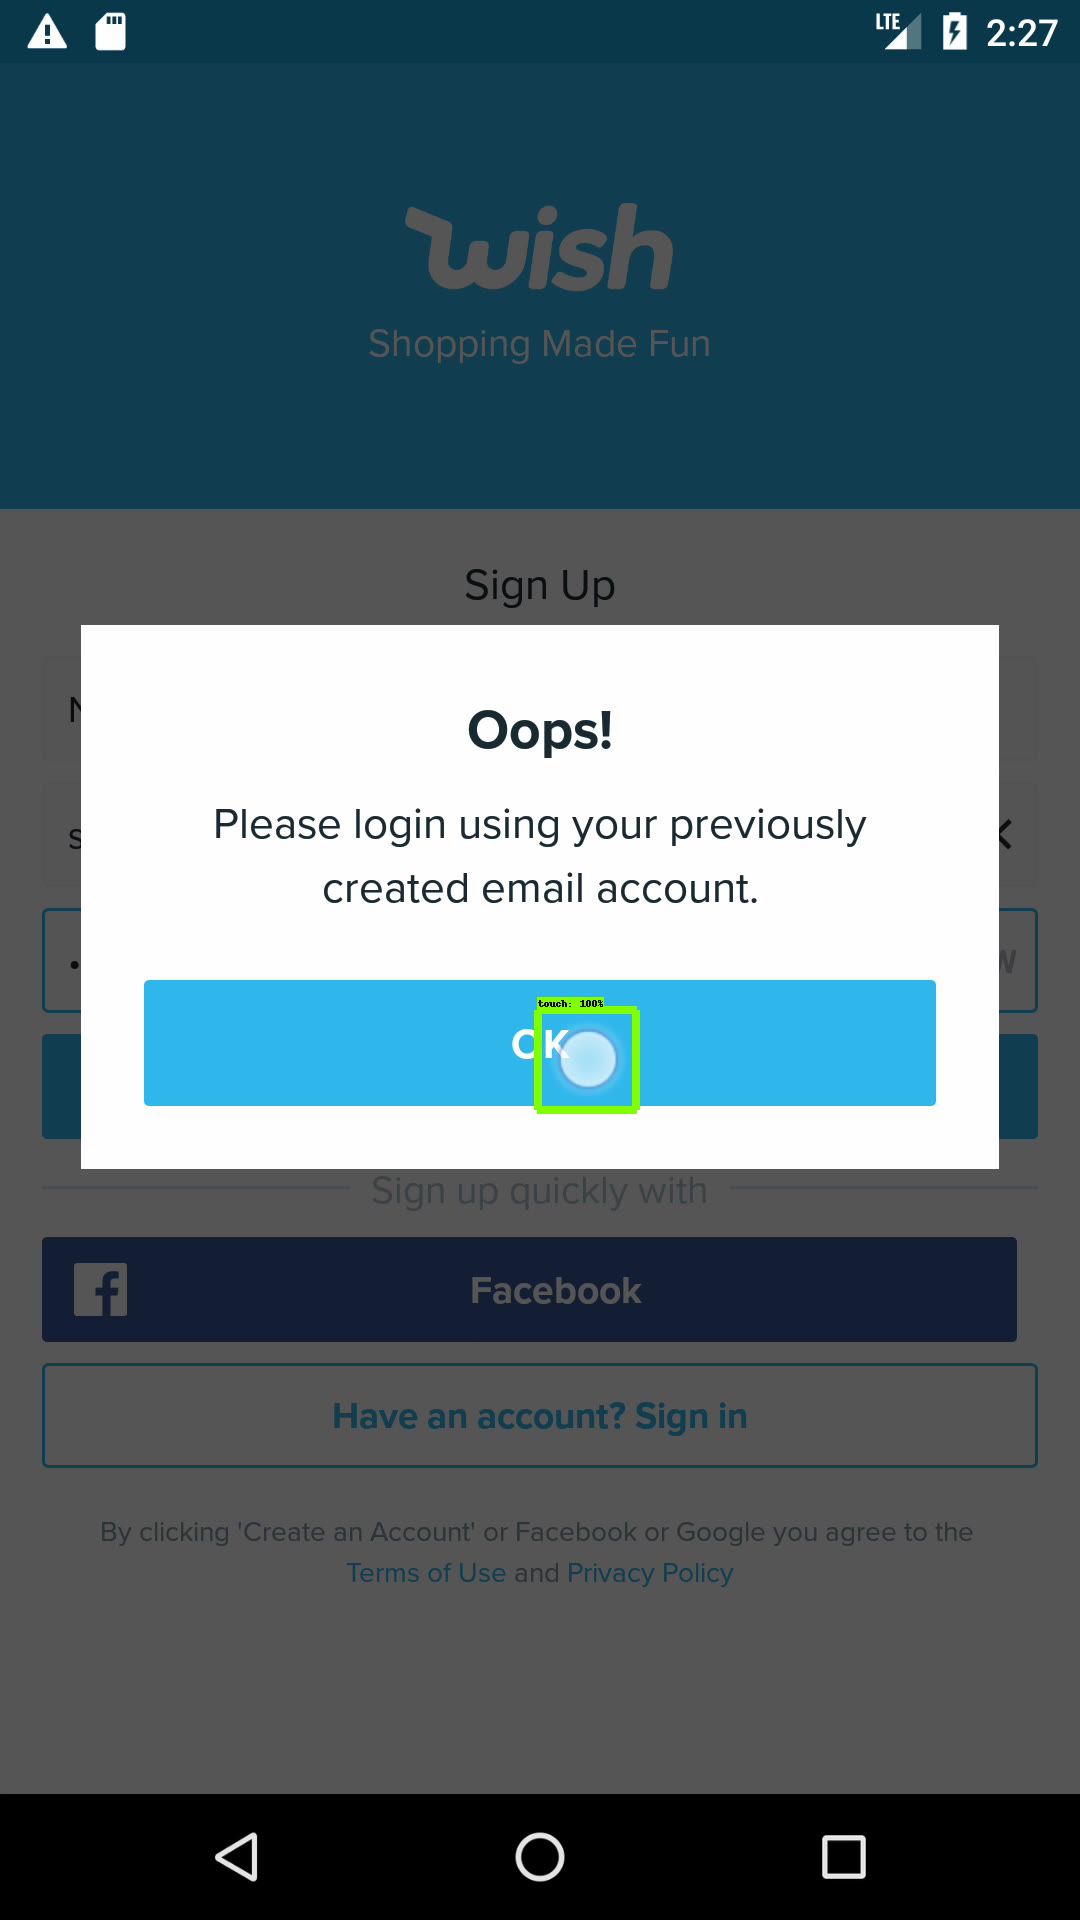 LTE 2:27
wish
Shopping Made Fun
Sign Up
Oops!
Please login using your previously
created email account.
touch: 100%
OK
Sign up quickly with
Facebook
Have an account? Sign in
By clicking 'Create an Account' or Facebook or Google you agree to the
Terms of Use and Privacy Policy